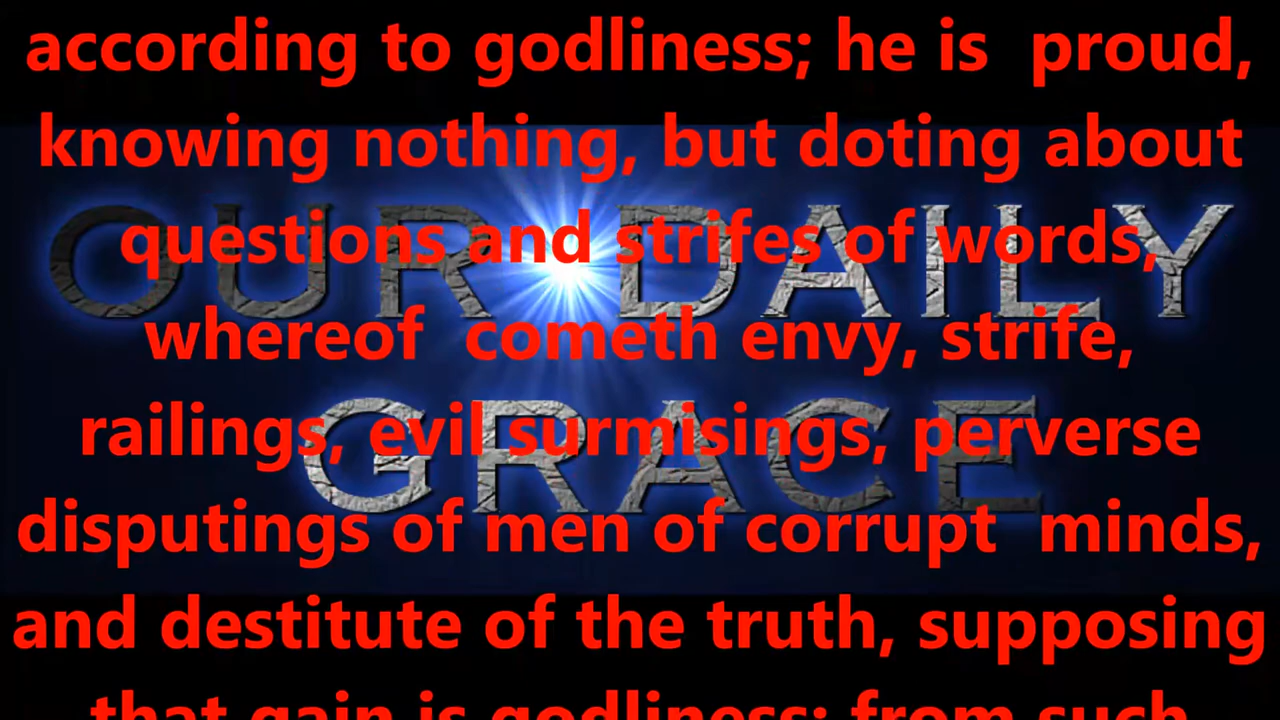 according to godliness; he is  proud,
knowing nothing, but doting about
questions and strifes of words,
whereof  cometh envy, strife,
railings, evil surmisings, perverse
disputings of men of corrupt  minds,
and destitute of the truth, supposing
that gain is godliness: from such
OUR DAILY
GRACE